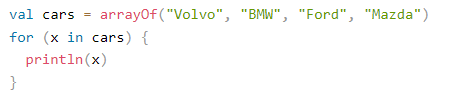 val cars = arrayOf("Volvo", "BMW", "Ford", "Mazda")
for (x in cars) {
  println(x)
}